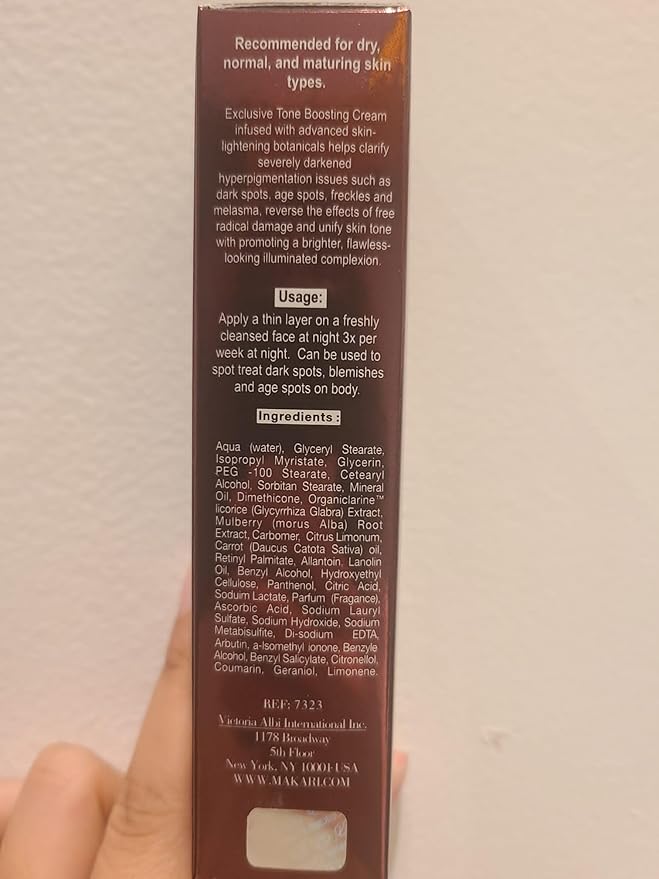 Recommended for dry,
normal, and maturing skin
types.
Exclusive Tone Boosting Cream
infused with advanced skin-
lightening botanicals helps clarify
severely darkened
hyperpigmentation issues such as
dark spots, age spots, freckles and
melasma, reverse the effects of free
radical damage and unify skin tone
with promoting a brighter, flawless-
looking illuminated complexion.
Usage:
Apply a thin layer on a freshly
cleansed face at night 3x per
week at night. Can be used to
spot treat dark spots, blemishes
and age spots on body.
Ingredients:
Aqua (water), Glyceryl Stearate,
Isopropyl Myristate, Glycerin,
PEG -100 Stearate, Cetearyl
Alcohol, Sorbitan Stearate, Mineral
Oil, Dimethicone, Organiclarine™
licorice (Glycyrrhiza Glabra) Extract,
Mulberry (morus Alba) Root
Extract, Carbomer, Citrus Limonum,
Carrot (Daucus Catota Sativa) oil,
Retinyl Palmitate, Allantoin, Lanolin
Oil, Benzyl Alcohol, Hydroxyethyl
Cellulose, Panthenol, Citric Acid,
Soduim Lactate, Parfum (Fragance),
Ascorbic Acid, Sodium Lauryl
Sulfate, Sodium Hydroxide, Sodium
Metabisulfite, Di-sodium EDTA,
Arbutin, a-Isomethyl ionone, Benzyle
Alcohol, Benzyl Salicylate, Citronellol,
Coumarin, Geraniol, Limonene.
REF: 7323
Victoria Albi International Inc.
1178 Broadway
5th Floor
New York, NY 10001-USA
WWW.MAKARI.COM